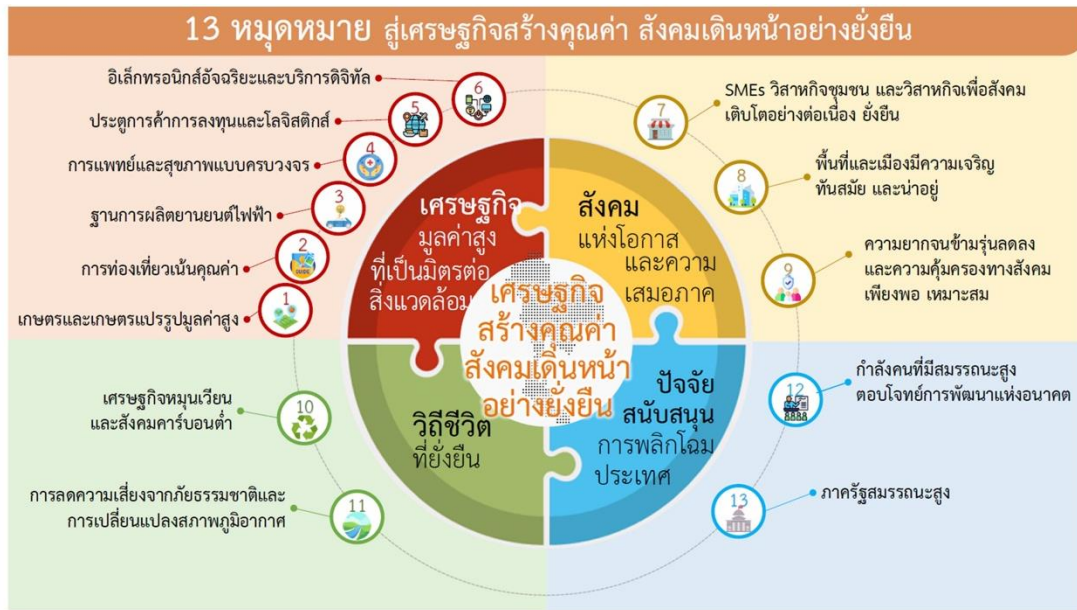 13 หมุดหมาย สู่เศรษฐกิจสร้างคุณค่า สังคมเดินหน้าอย่างยั่งยืน
อิเล็กทรอนิกส์อัจฉริยะและบริการดิจิทัล
6
ประตูการค้าการลงทุนและโลจิสติกส์
5
การแพทย์และสุขภาพแบบครบวงจร
4
ฐานการผลิตยานยนต์ไฟฟ้า
3
การท่องเที่ยวเน้นคุณค่า
2
เกษตรและเกษตรแปรรูปมูลค่าสูง
1
เศรษฐกิจ
มูลค่าสูง
ที่เป็นมิตรต่อ
สิ่งแวดล้อม
สังคม
แห่งโอกาส
และความ
เสมอภาค
7
SMEs วิสาหกิจชุมชน และวิสาหกิจเพื่อสังคม
เติบโตอย่างต่อเนื่อง ยั่งยืน
8
พื้นที่และเมืองมีความเจริญ
ทันสมัย และน่าอยู่
9
ความยากจนข้ามรุ่นลดลง
และความคุ้มครองทางสังคม
เพียงพอ เหมาะสม
เศรษฐกิจ
สร้างคุณค่า
สังคมเดินหน้า
อย่างยั่งยืน
เศรษฐกิจหมุนเวียน
และสังคมคาร์บอนต่ำ
10
การลดความเสี่ยงจากภัยธรรมชาติและ
การเปลี่ยนแปลงสภาพภูมิอากาศ
11
วิถีชีวิต
ที่ยั่งยืน
ปัจจัย
สนับสนุน
การพลิกโฉม
ประเทศ
12
กำลังคนที่มีสมรรถนะสูง
ตอบโจทย์การพัฒนาแห่งอนาคต
13
ภาครัฐสมรรถนะสูง